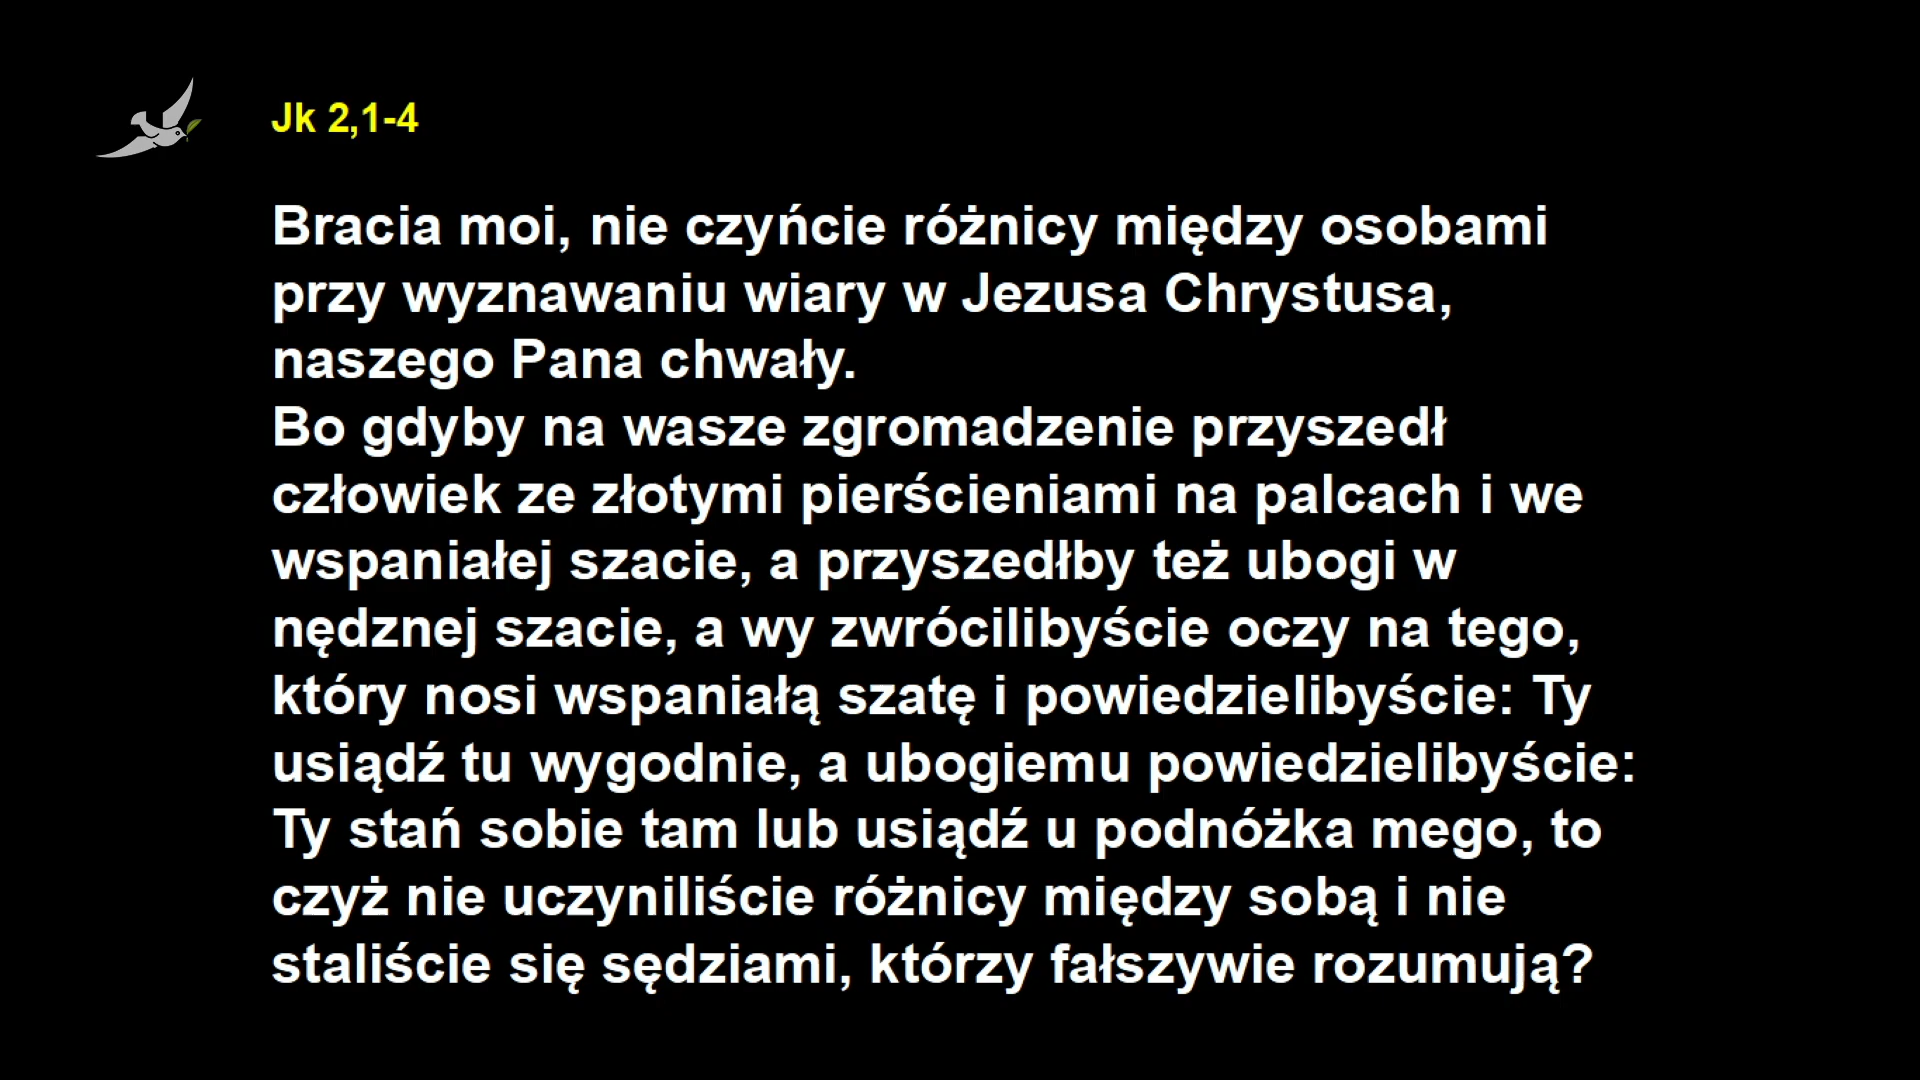 Jk 2,1-4
Bracia moi, nie czyńcie różnicy między osobami
przy wyznawaniu wiary w Jezusa Chrystusa,
naszego Pana chwały.
Bo gdyby na wasze zgromadzenie przyszedł
człowiek ze złotymi pierścieniami na palcach i we
wspaniałej szacie, a przyszedłby też ubogi w
nędznej szacie, a wy zwrócilibyście oczy na tego,
który nosi wspaniałą szatę i powiedzielibyście: Ty
usiądź tu wygodnie, a ubogiemu powiedzielibyście:
Ty stań sobie tam lub usiądź u podnóżka mego, to
czyż nie uczyniliście różnicy między sobą i nie
staliście się sędziami, którzy fałszywie rozumują?